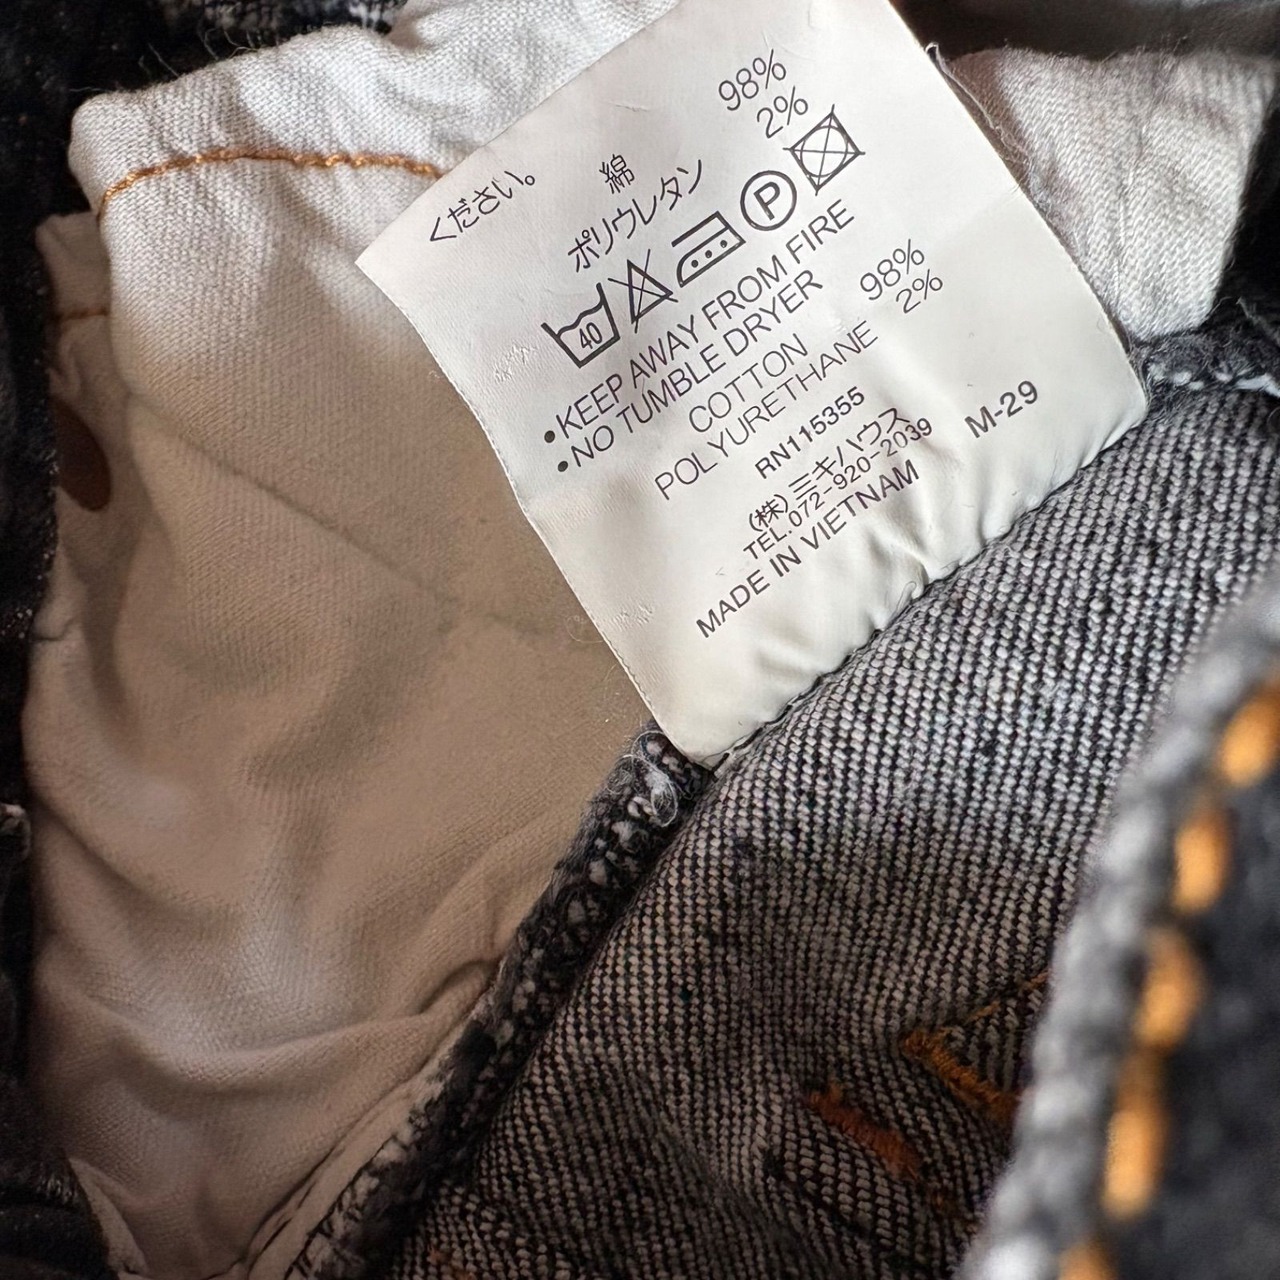 ください。
綿 98%
ポリウレタン 2%
40 P
•KEEP AWAY FROM FIRE
•NO TUMBLE DRYER
COTTON 98%
POLYURETHANE 2%
RN115355
(株)ミキハウス
TEL.072-920-2039
MADE IN VIETNAM
M-29